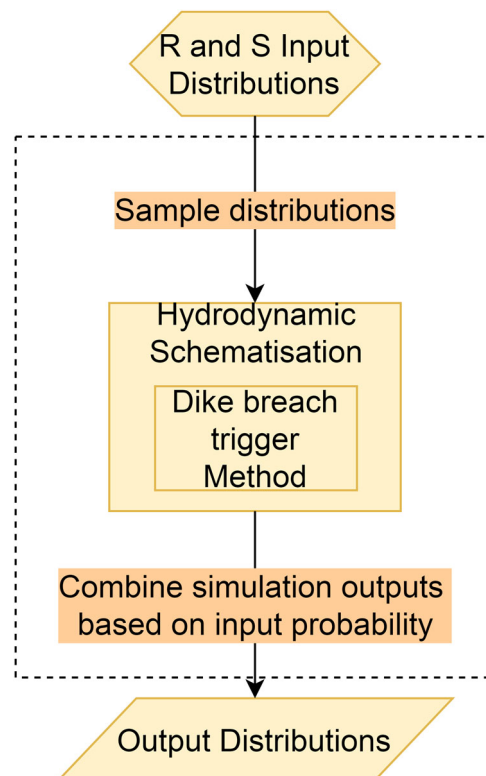 R and S Input
Distributions
Sample distributions
Hydrodynamic
Schematisation
Dike breach
trigger
Method
Combine simulation outputs
based on input probability
Output Distributions